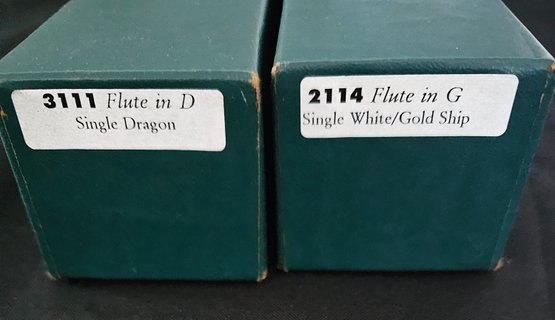 3111 Flute in D
Single Dragon
2114 Flute in G
Single White/Gold Ship